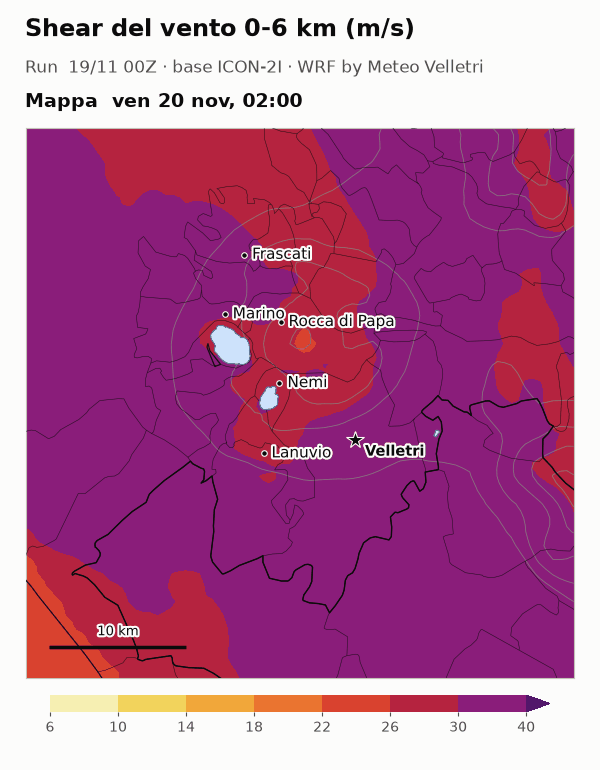 Shear del vento 0-6 km (m/s)
Run  19/11 00Z · base ICON-2I · WRF by Meteo Velletri
Mappa  ven 20 nov, 02:00
Frascati
Marino
Rocca di Papa
Nemi
Velletri
Lanuvio
10 km
6 10 14 18 22 26 30 40